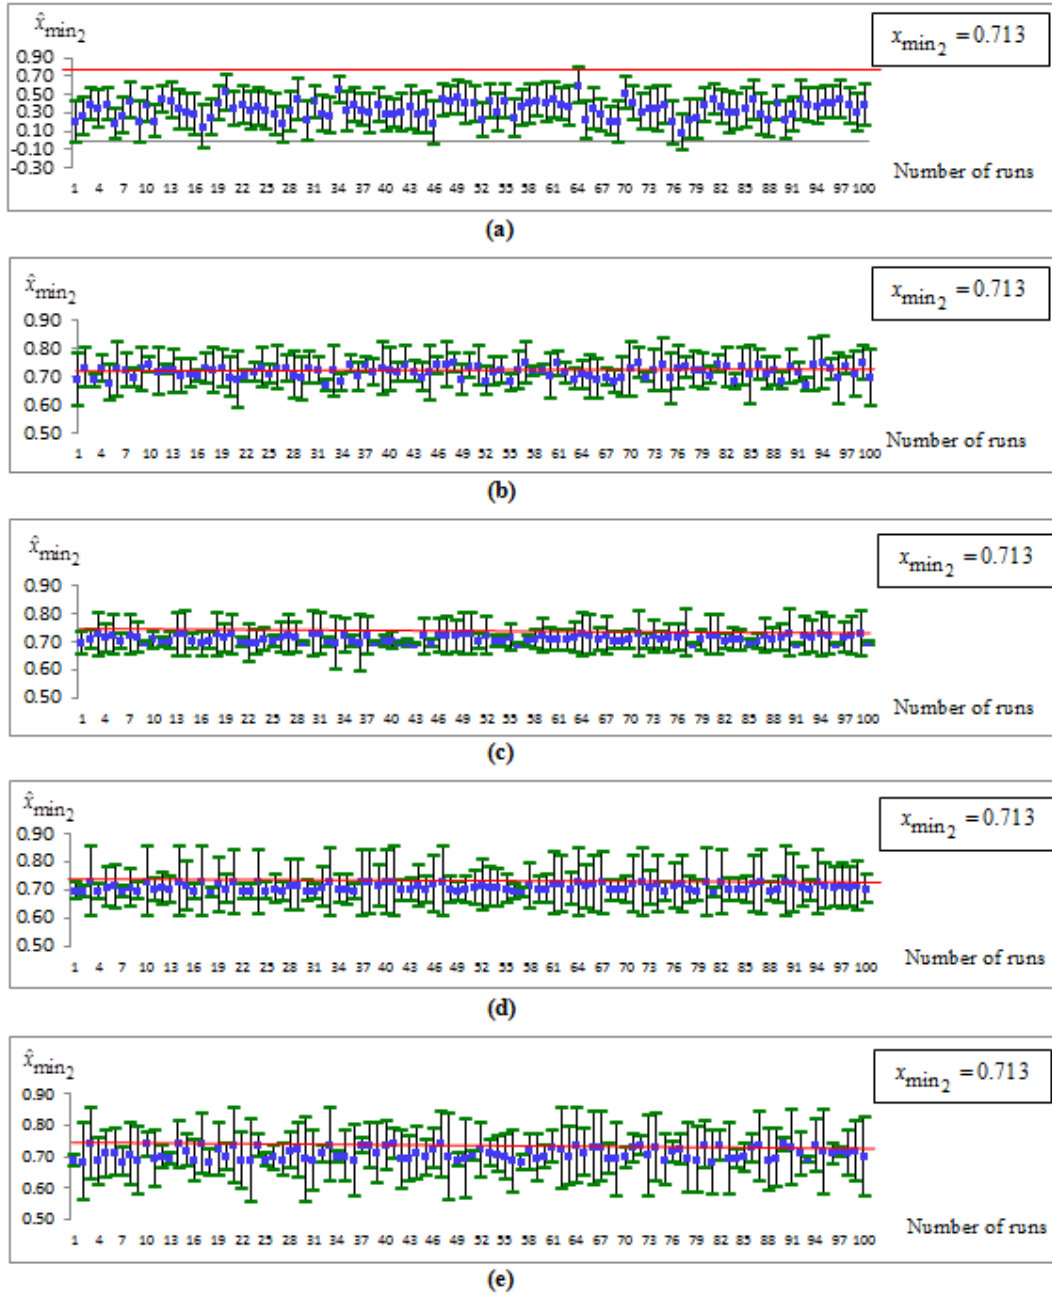 x̂min₂
xmin₂ = 0.713
0.90
0.70
0.50
0.30
0.10
-0.10
-0.30
Number of runs
1 4 7 10 13 16 19 22 25 28 31 34 37 40 43 46 49 52 55 58 61 64 67 70 73 76 79 82 85 88 91 94 97 100
(a)
x̂min₂
xmin₂ = 0.713
0.90
0.80
0.70
0.60
0.50
Number of runs
1 4 7 10 13 16 19 22 25 28 31 34 37 40 43 46 49 52 55 58 61 64 67 70 73 76 79 82 85 88 91 94 97 100
(b)
x̂min₂
xmin₂ = 0.713
0.90
0.80
0.70
0.60
0.50
Number of runs
1 4 7 10 13 16 19 22 25 28 31 34 37 40 43 46 49 52 55 58 61 64 67 70 73 76 79 82 85 88 91 94 97 100
(c)
x̂min₂
xmin₂ = 0.713
0.90
0.80
0.70
0.60
0.50
Number of runs
1 4 7 10 13 16 19 22 25 28 31 34 37 40 43 46 49 52 55 58 61 64 67 70 73 76 79 82 85 88 91 94 97 100
(d)
x̂min₂
xmin₂ = 0.713
0.90
0.80
0.70
0.60
0.50
Number of runs
1 4 7 10 13 16 19 22 25 28 31 34 37 40 43 46 49 52 55 58 61 64 67 70 73 76 79 82 85 88 91 94 97 100
(e)